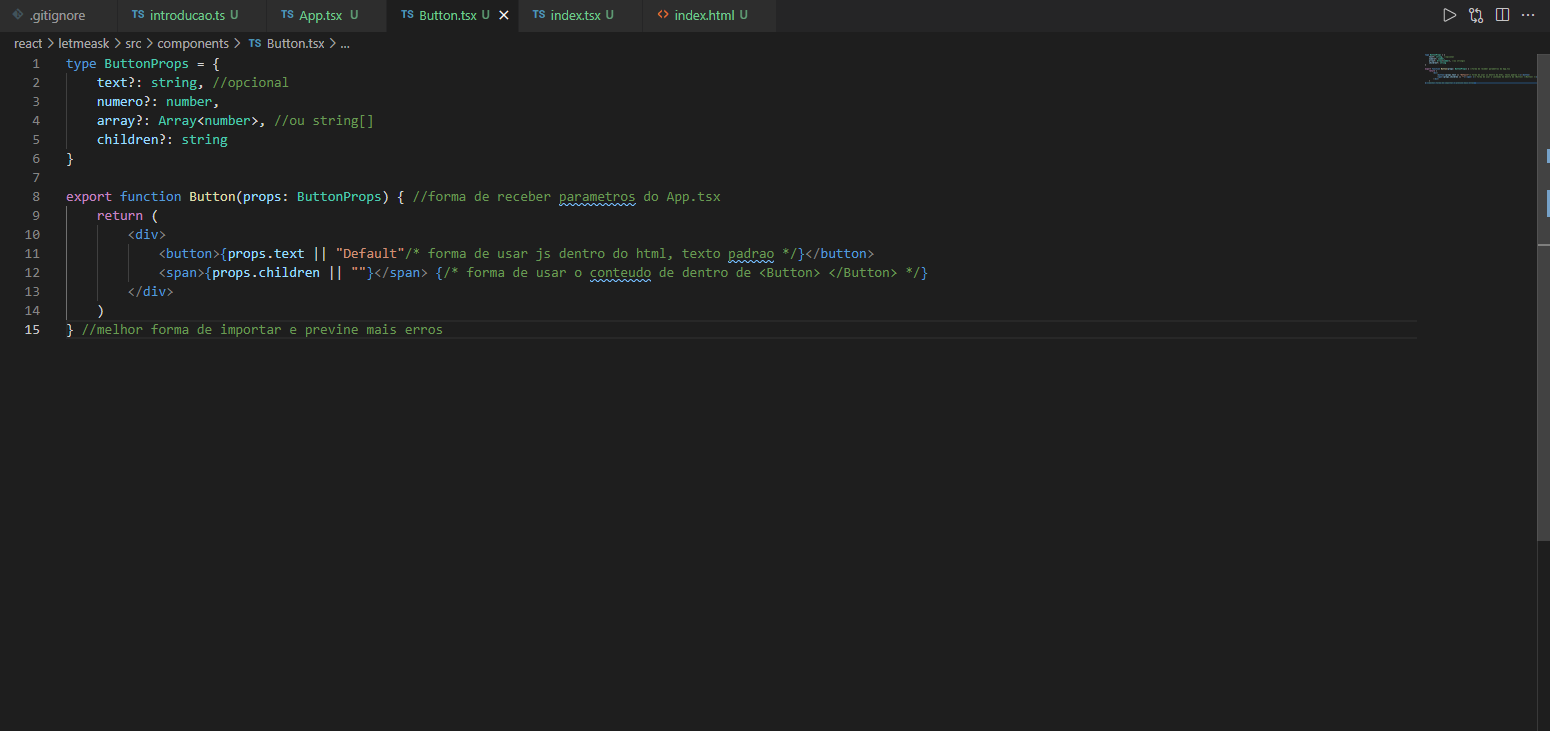 .gitignore TS introducao.ts U TS App.tsx U TS Button.tsx U TS index.tsx U <> index.html U
react > letmeask > src > components > TS Button.tsx > ...
1 type ButtonProps = {
2 text?: string, //opcional
3 numero?: number,
4 array?: Array<number>, //ou string[]
5 children?: string
6 }
7
8 export function Button(props: ButtonProps) { //forma de receber parametros do App.tsx
9 return (
10 <div>
11 <button>{props.text || "Default"/* forma de usar js dentro do html, texto padrao */}</button>
12 <span>{props.children || ""}</span> {/* forma de usar o conteudo de dentro de <Button> </Button> */}
13 </div>
14 )
15 } //melhor forma de importar e previne mais erros